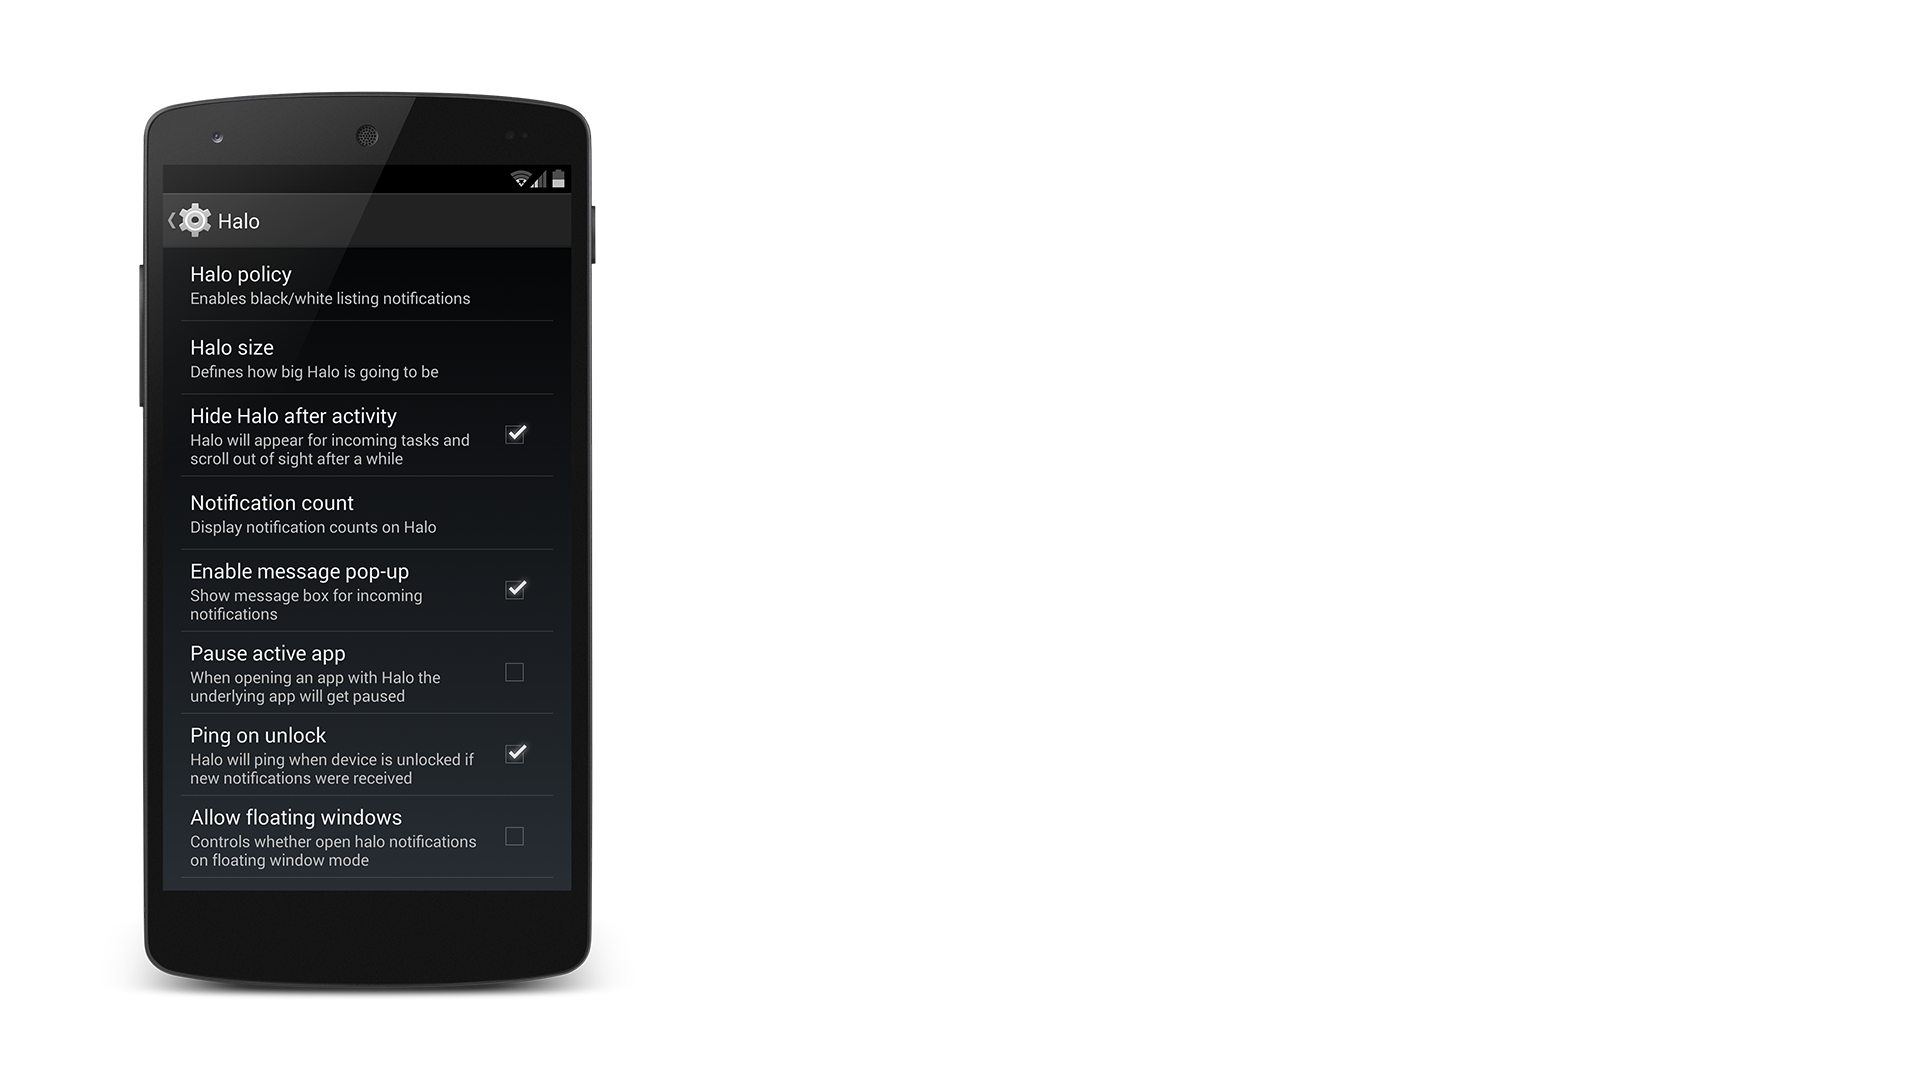 Halo
Halo policy
Enables black/white listing notifications
Halo size
Defines how big Halo is going to be
Hide Halo after activity
Halo will appear for incoming tasks and
scroll out of sight after a while
Notification count
Display notification counts on Halo
Enable message pop-up
Show message box for incoming
notifications
Pause active app
When opening an app with Halo the
underlying app will get paused
Ping on unlock
Halo will ping when device is unlocked if
new notifications were received
Allow floating windows
Controls whether open halo notifications
on floating window mode